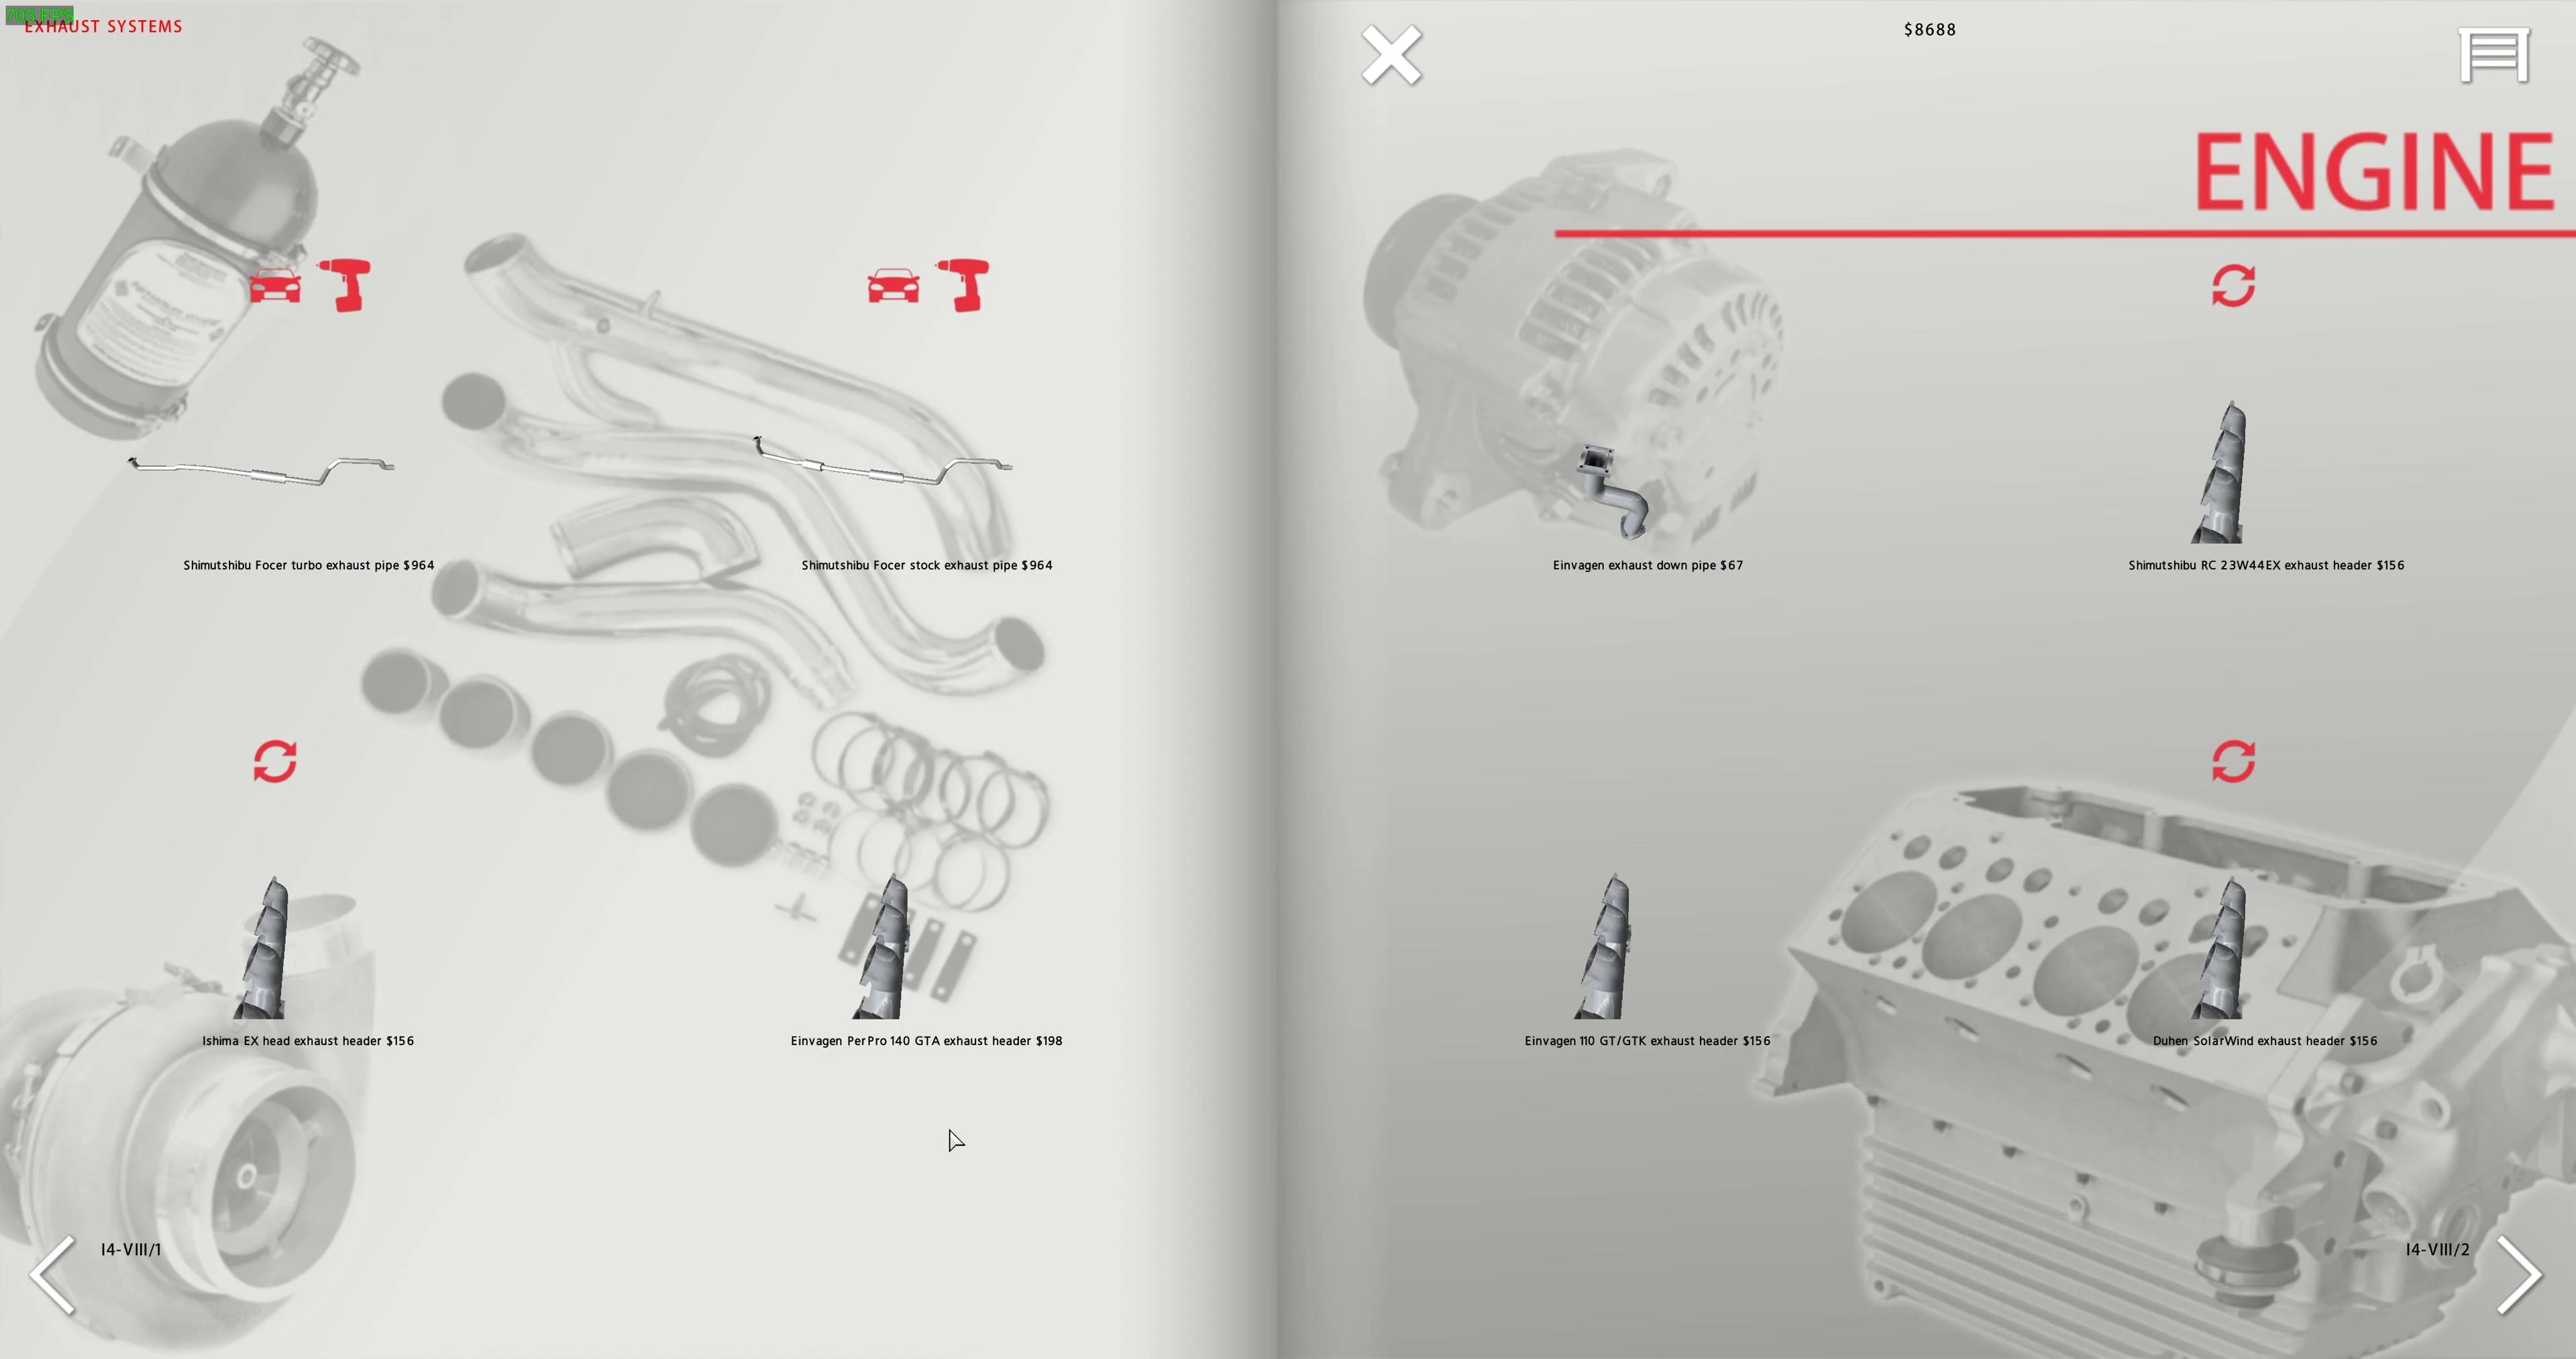 703 FPS
EXHAUST SYSTEMS
$8688
ENGINE
Shimutshibu Focer turbo exhaust pipe $964
Shimutshibu Focer stock exhaust pipe $964
Einvagen exhaust down pipe $67
Shimutshibu RC 23W44EX exhaust header $156
Ishima EX head exhaust header $156
Einvagen PerPro 140 GTA exhaust header $198
Einvagen 110 GT/GTK exhaust header $156
Duhen SolarWind exhaust header $156
I4-VIII/1
I4-VIII/2